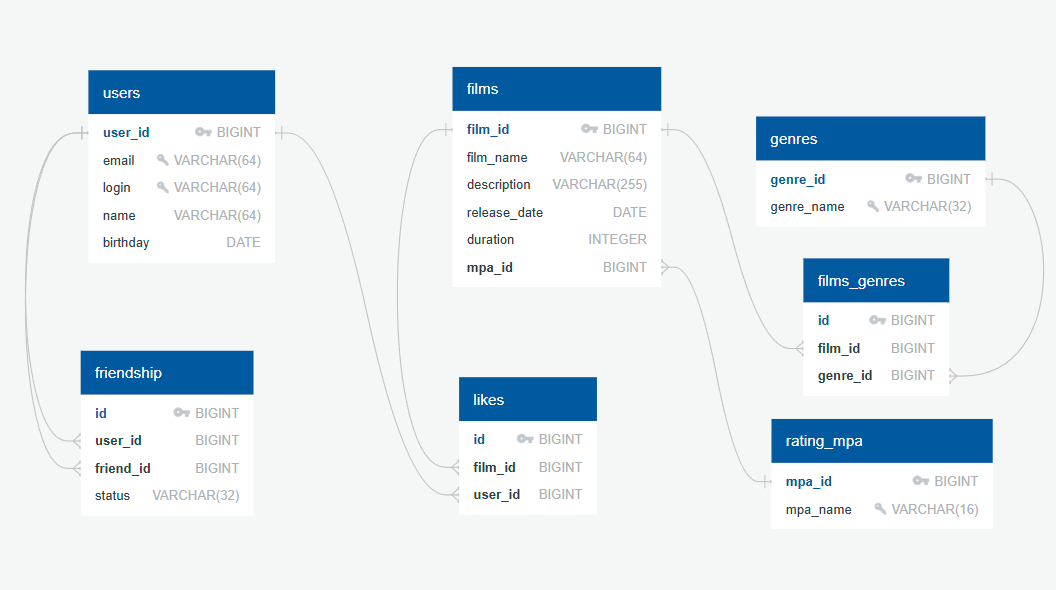 users
user_id BIGINT
email VARCHAR(64)
login VARCHAR(64)
name VARCHAR(64)
birthday DATE
films
film_id BIGINT
film_name VARCHAR(64)
description VARCHAR(255)
release_date DATE
duration INTEGER
mpa_id BIGINT
genres
genre_id BIGINT
genre_name VARCHAR(32)
films_genres
id BIGINT
film_id BIGINT
genre_id BIGINT
friendship
id BIGINT
user_id BIGINT
friend_id BIGINT
status VARCHAR(32)
likes
id BIGINT
film_id BIGINT
user_id BIGINT
rating_mpa
mpa_id BIGINT
mpa_name VARCHAR(16)